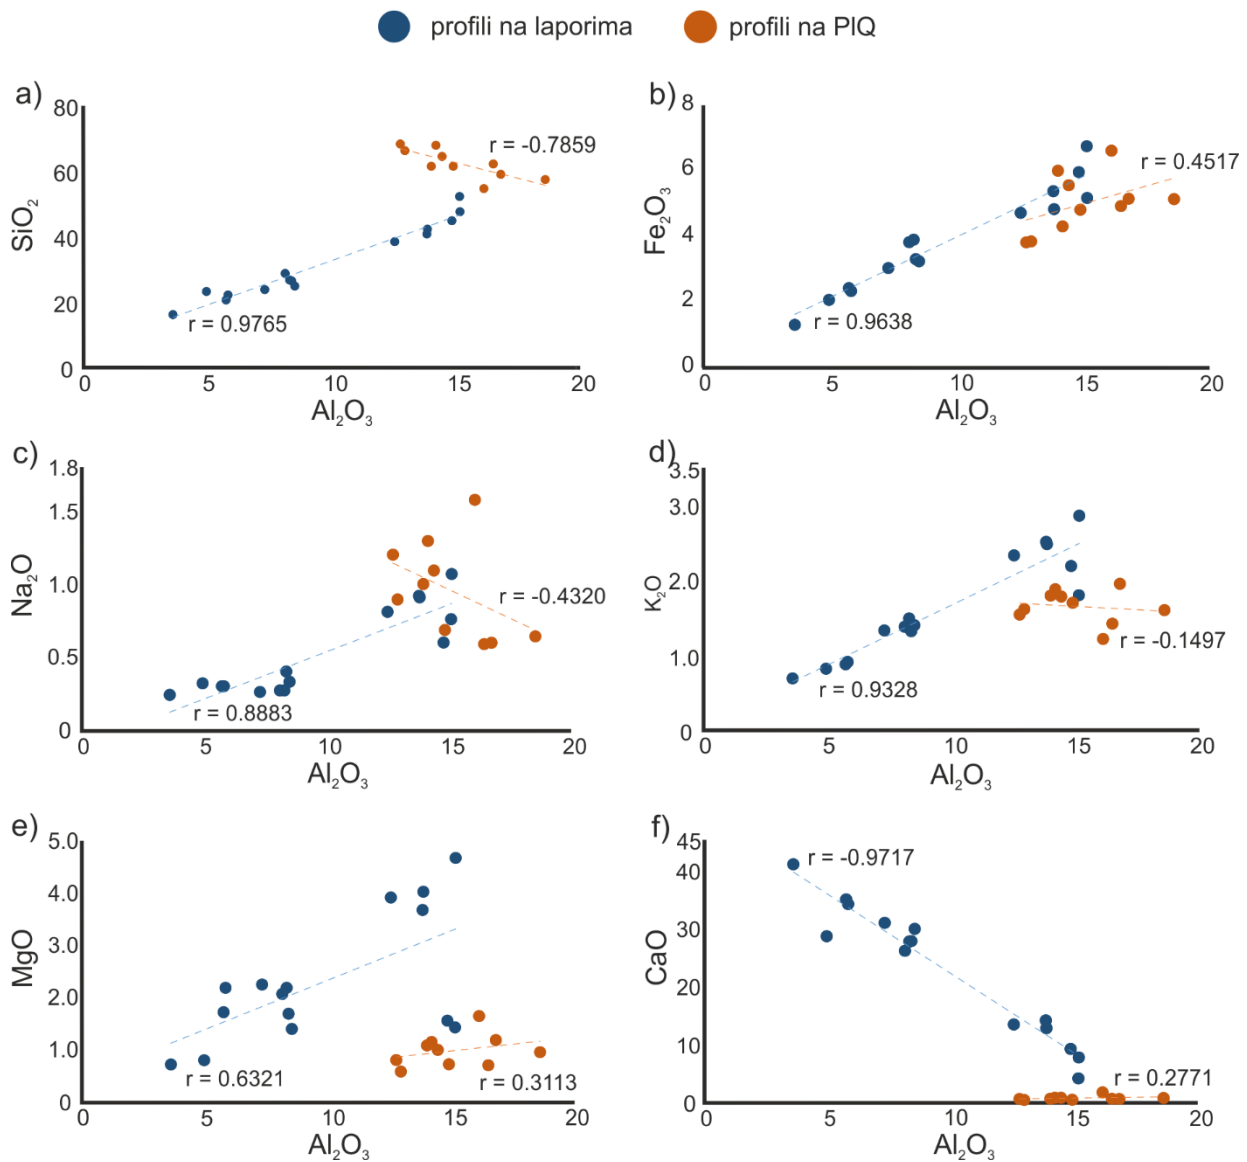 profili na laporima
profili na PlQ
a)
80
60
40
20
0
SiO₂
r = -0.7859
r = 0.9765
0 5 10 15 20
Al₂O₃
b)
8
6
4
2
0
Fe₂O₃
r = 0.4517
r = 0.9638
0 5 10 15 20
Al₂O₃
c)
1.8
1.5
1.0
0.5
0
Na₂O
r = -0.4320
r = 0.8883
0 5 10 15 20
Al₂O₃
d)
3.5
3.0
2.0
1.0
0
K₂O
r = -0.1497
r = 0.9328
0 5 10 15 20
Al₂O₃
e)
5.0
4.0
3.0
2.0
1.0
0
MgO
r = 0.6321
r = 0.3113
0 5 10 15 20
Al₂O₃
f)
45
40
30
20
10
0
CaO
r = -0.9717
r = 0.2771
0 5 10 15 20
Al₂O₃